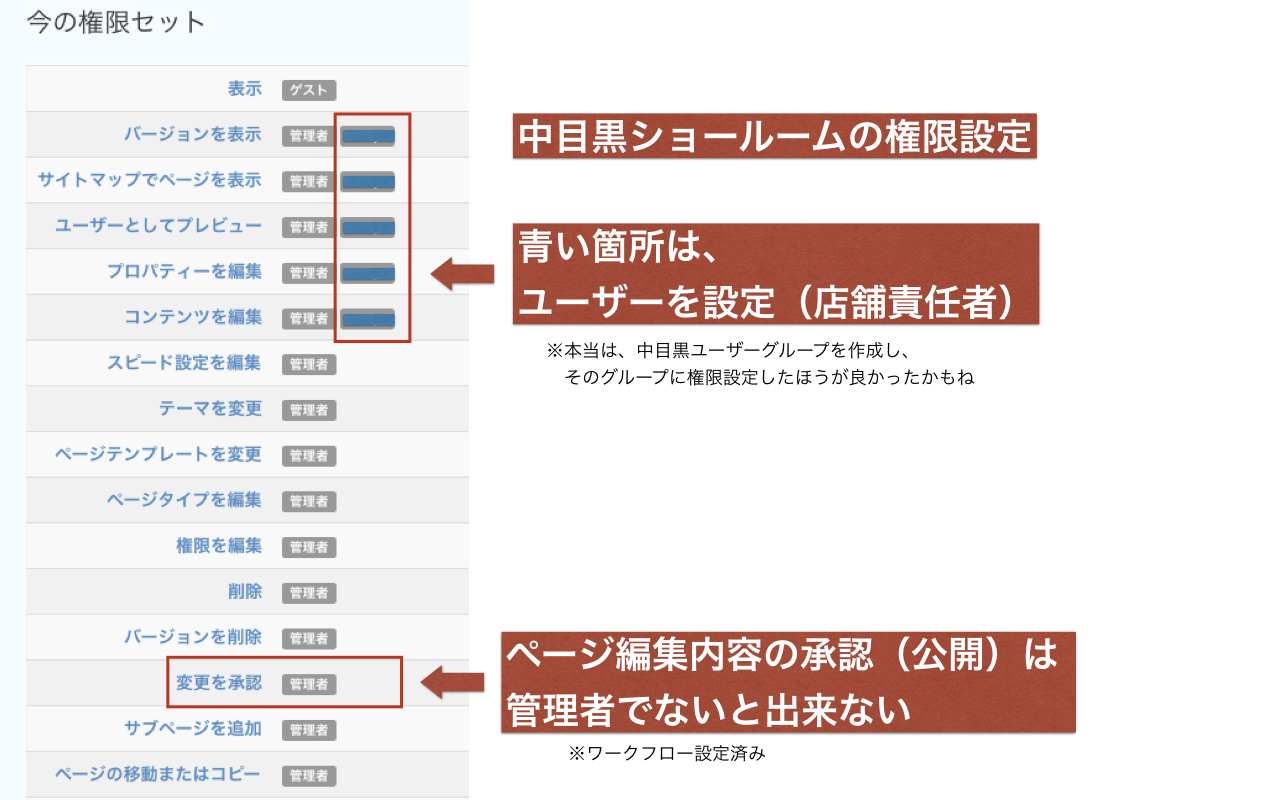 今の権限セット
表示 ゲスト
バージョンを表示 管理者
サイトマップでページを表示 管理者
ユーザーとしてプレビュー 管理者
プロパティーを編集 管理者
コンテンツを編集 管理者
スピード設定を編集 管理者
テーマを変更 管理者
ページテンプレートを変更 管理者
ページタイプを編集 管理者
権限を編集 管理者
削除 管理者
バージョンを削除 管理者
変更を承認 管理者
サブページを追加 管理者
ページの移動またはコピー 管理者
中目黒ショールームの権限設定
青い箇所は、
ユーザーを設定（店舗責任者）
※本当は、中目黒ユーザーグループを作成し、
そのグループに権限設定したほうが良かったかもね
ページ編集内容の承認（公開）は
管理者でないと出来ない
※ワークフロー設定済み